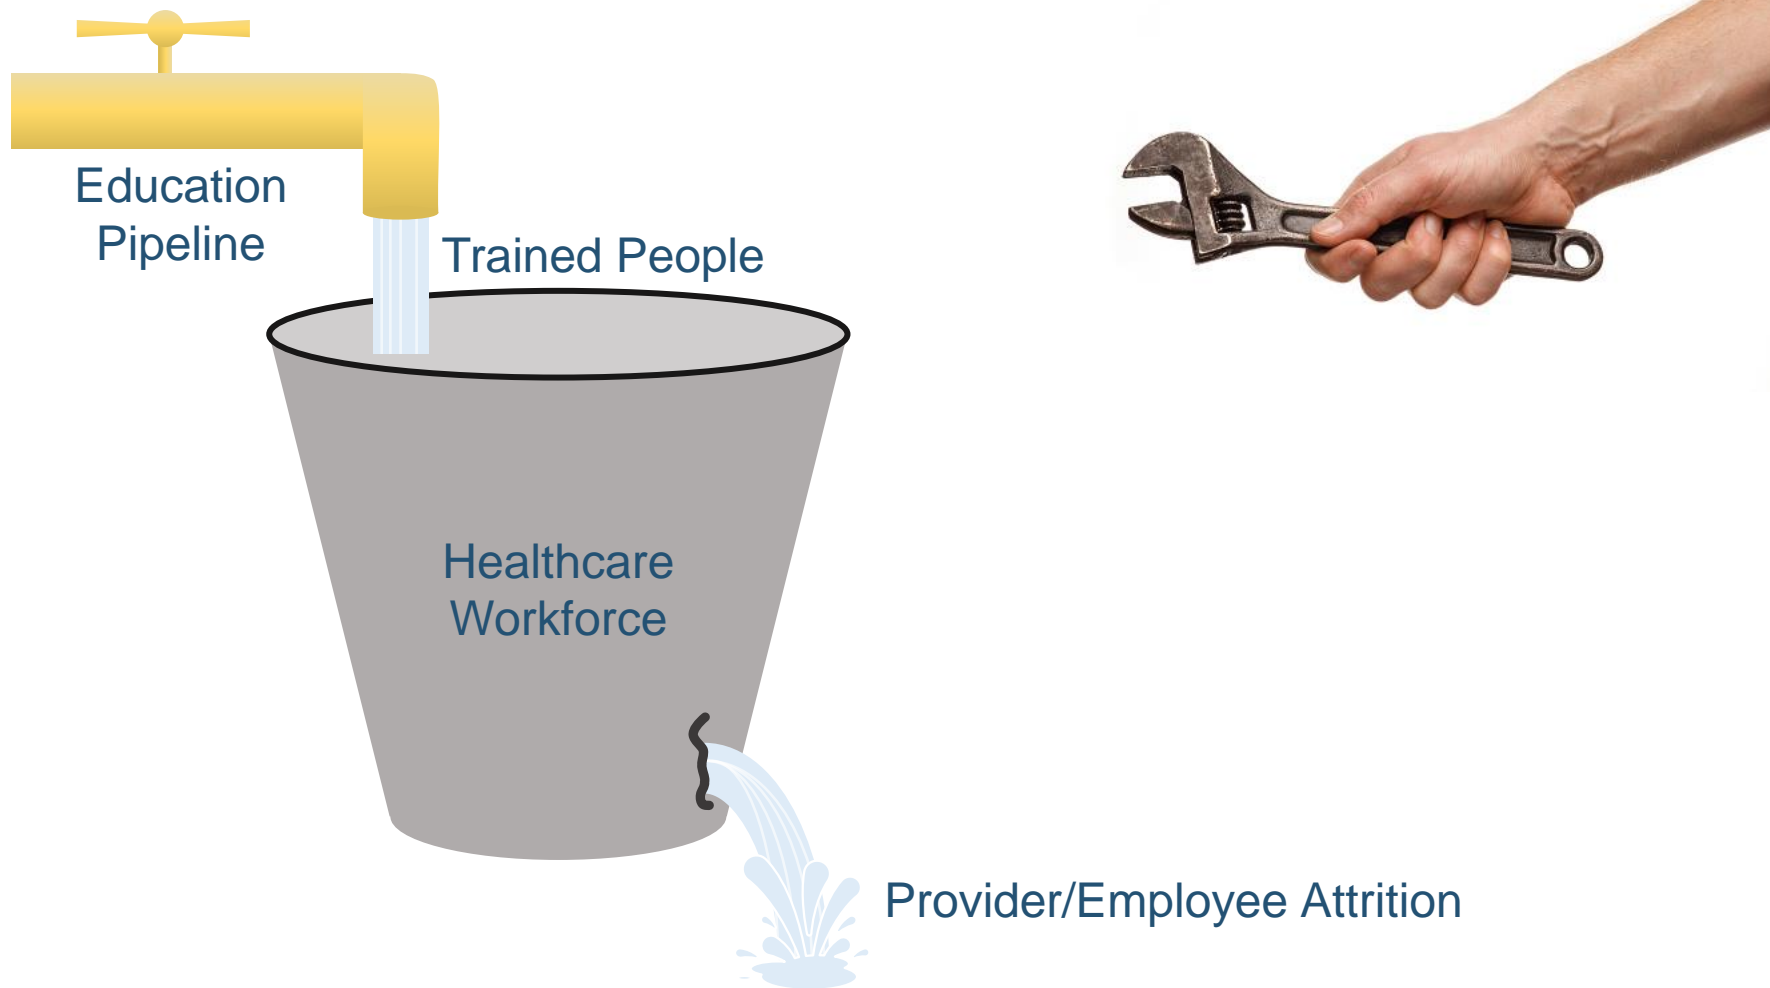 Education
Pipeline
Trained People
Healthcare
Workforce
Provider/Employee Attrition